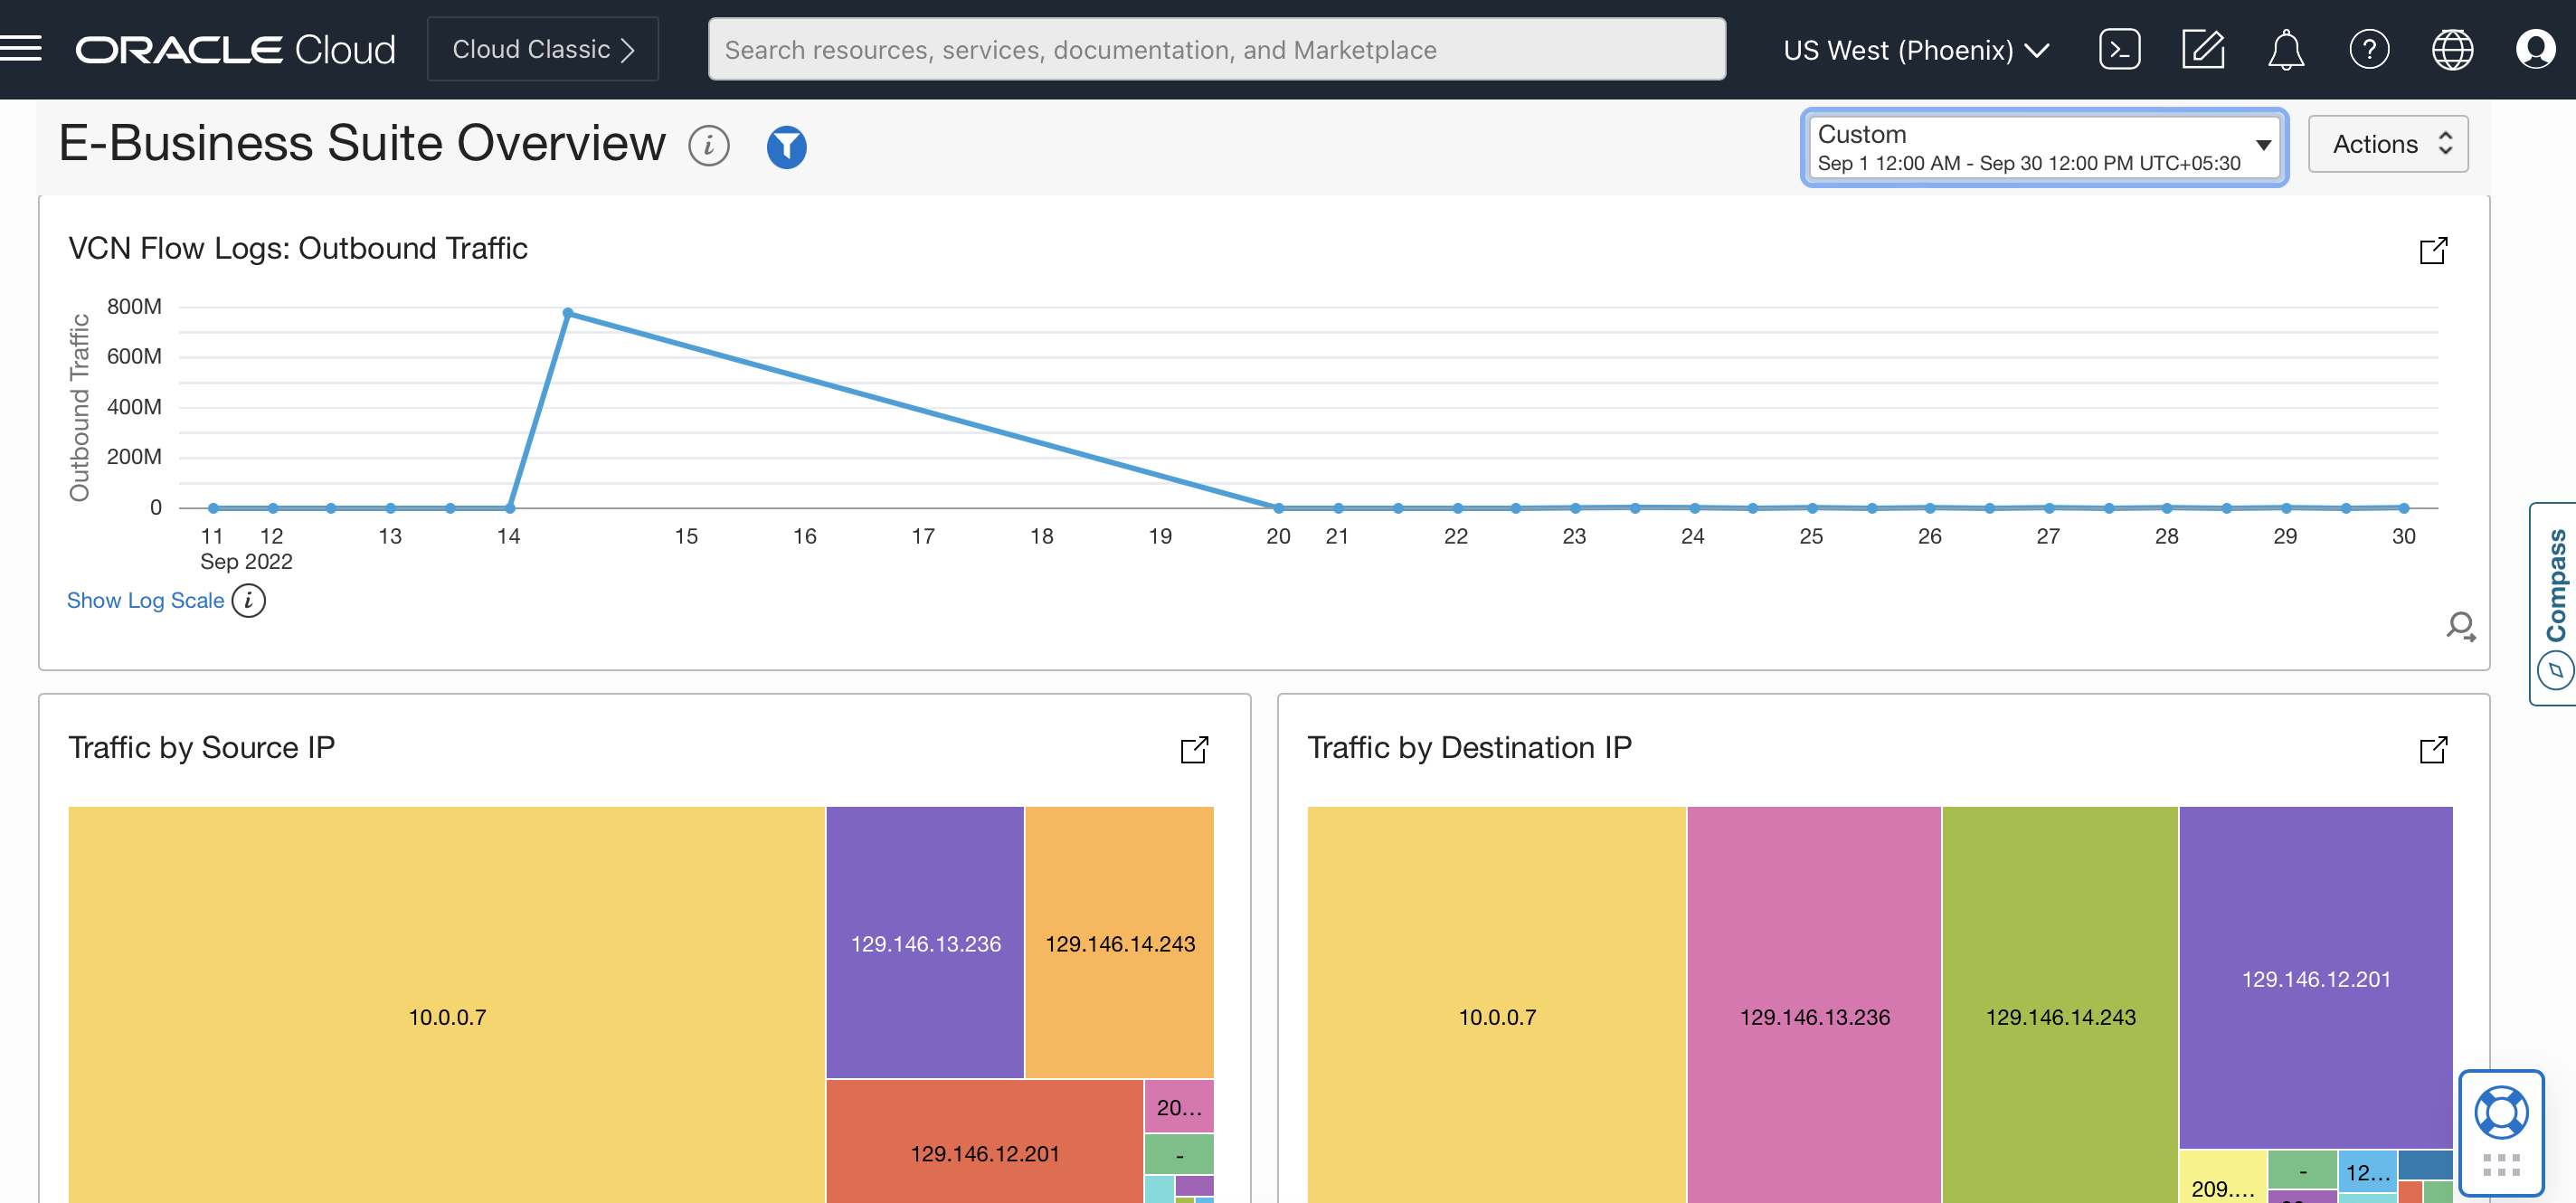 ORACLE Cloud
Cloud Classic
Search resources, services, documentation, and Marketplace
US West (Phoenix)
E-Business Suite Overview
Custom
Sep 1 12:00 AM - Sep 30 12:00 PM UTC+05:30
Actions
VCN Flow Logs: Outbound Traffic
Outbound Traffic
800M
600M
400M
200M
0
11 12 13 14 15 16 17 18 19 20 21 22 23 24 25 26 27 28 29 30
Sep 2022
Show Log Scale
Compass
Traffic by Source IP
10.0.0.7
129.146.13.236
129.146.14.243
129.146.12.201
20...
-
Traffic by Destination IP
10.0.0.7
129.146.13.236
129.146.14.243
129.146.12.201
209....
-
12...